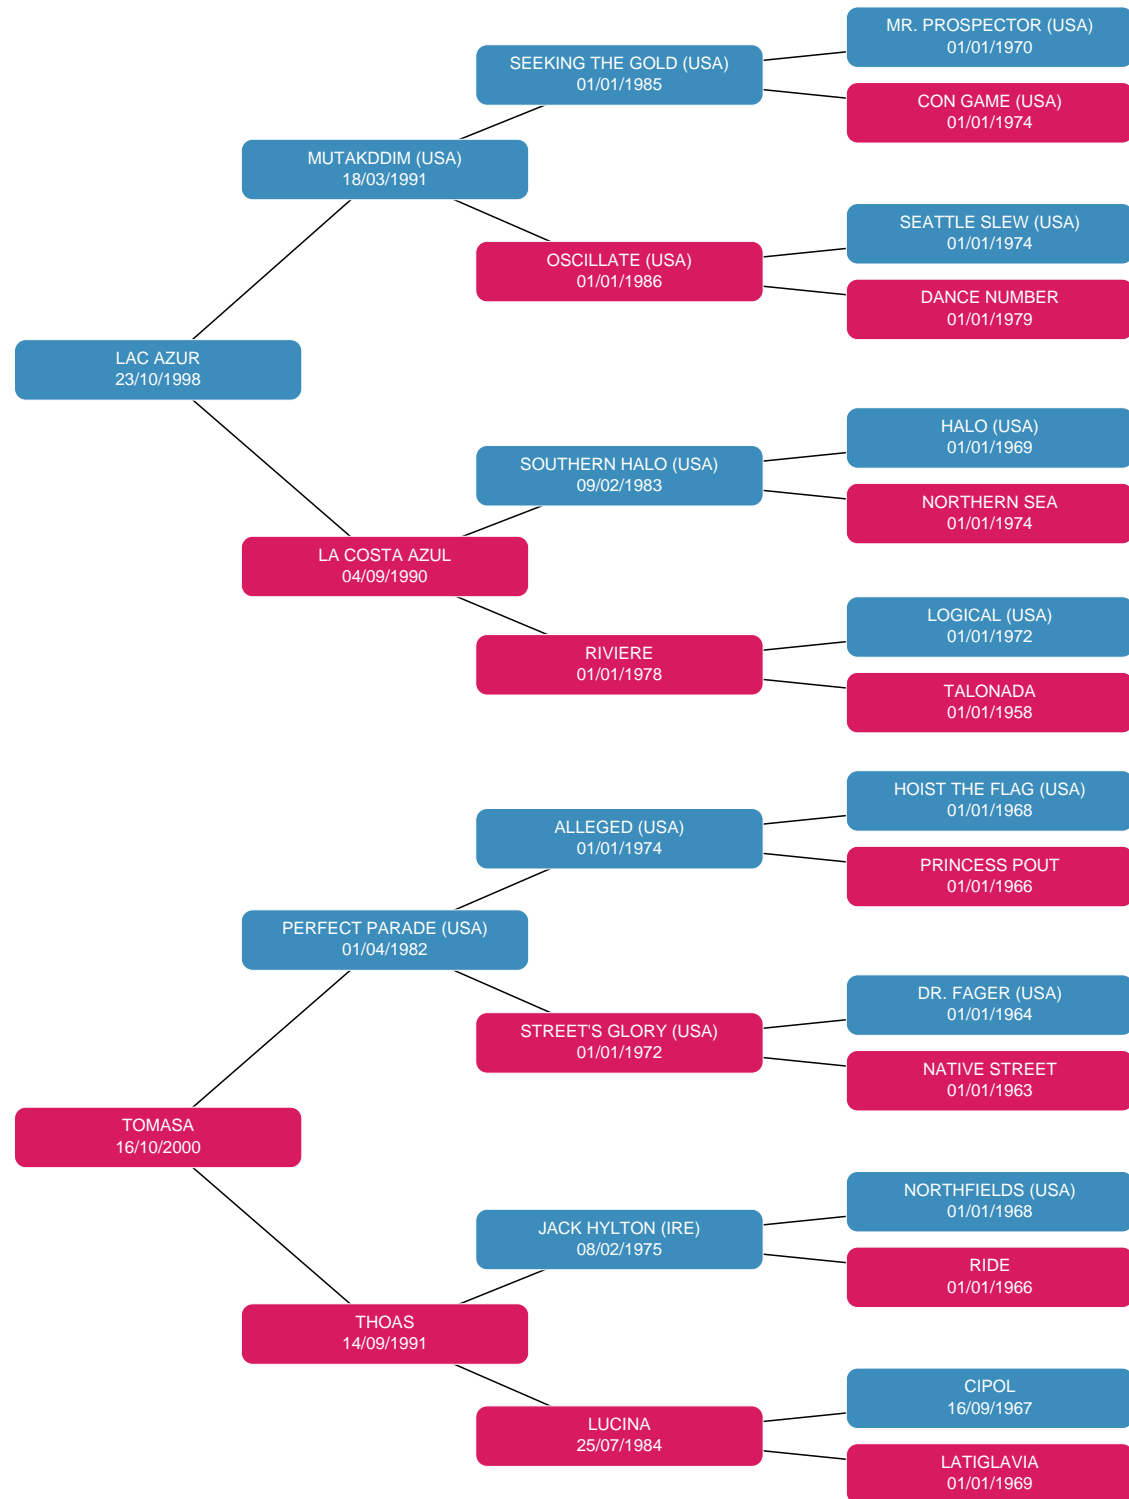 MR. PROSPECTOR (USA)
01/01/1970
SEEKING THE GOLD (USA)
01/01/1985
CON GAME (USA)
01/01/1974
MUTAKDDIM (USA)
18/03/1991
SEATTLE SLEW (USA)
01/01/1974
OSCILLATE (USA)
01/01/1986
DANCE NUMBER
01/01/1979
LAC AZUR
23/10/1998
HALO (USA)
01/01/1969
SOUTHERN HALO (USA)
09/02/1983
NORTHERN SEA
01/01/1974
LA COSTA AZUL
04/09/1990
LOGICAL (USA)
01/01/1972
RIVIERE
01/01/1978
TALONADA
01/01/1958
HOIST THE FLAG (USA)
01/01/1968
ALLEGED (USA)
01/01/1974
PRINCESS POUT
01/01/1966
PERFECT PARADE (USA)
01/04/1982
DR. FAGER (USA)
01/01/1964
STREET'S GLORY (USA)
01/01/1972
NATIVE STREET
01/01/1963
TOMASA
16/10/2000
NORTHFIELDS (USA)
01/01/1968
JACK HYLTON (IRE)
08/02/1975
RIDE
01/01/1966
THOAS
14/09/1991
CIPOL
16/09/1967
LUCINA
25/07/1984
LATIGLAVIA
01/01/1969